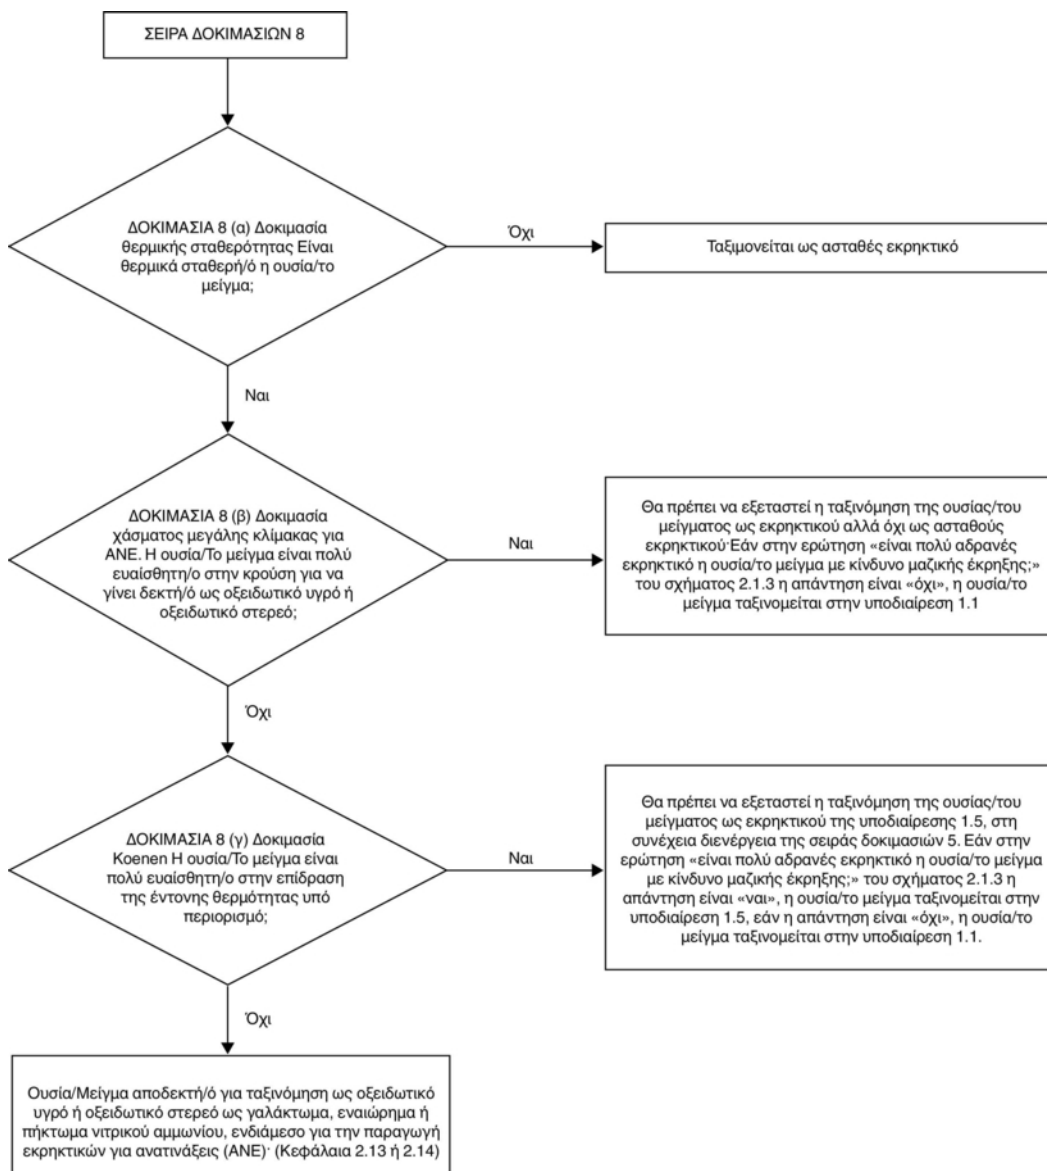 ΣΕΙΡΑ ΔΟΚΙΜΑΣΙΩΝ 8
ΔΟΚΙΜΑΣΙΑ 8 (α) Δοκιμασία
θερμικής σταθερότητας Είναι
θερμικά σταθερή/ό η ουσία/το
μείγμα;
Όχι
Ταξιμονείται ως ασταθές εκρηκτικό
Ναι
ΔΟΚΙΜΑΣΙΑ 8 (β) Δοκιμασία
χάσματος μεγάλης κλίμακας για
ANE. Η ουσία/Το μείγμα είναι πολύ
ευαίσθητη/ο στην κρούση για να
γίνει δεκτή/ό ως οξειδωτικό υγρό ή
οξειδωτικό στερεό;
Ναι
Θα πρέπει να εξεταστεί η ταξινόμηση της ουσίας/του
μείγματος ως εκρηκτικού αλλά όχι ως ασταθούς
εκρηκτικού·Εάν στην ερώτηση «είναι πολύ αδρανές
εκρηκτικό η ουσία/το μείγμα με κίνδυνο μαζικής έκρηξης;»
του σχήματος 2.1.3 η απάντηση είναι «όχι», η ουσία/το
μείγμα ταξινομείται στην υποδιαίρεση 1.1
Όχι
ΔΟΚΙΜΑΣΙΑ 8 (γ) Δοκιμασία
Koenen Η ουσία/Το μείγμα είναι
πολύ ευαίσθητη/ο στην επίδραση
της έντονης θερμότητας υπό
περιορισμό;
Ναι
Θα πρέπει να εξεταστεί η ταξινόμηση της ουσίας/του
μείγματος ως εκρηκτικού της υποδιαίρεσης 1.5, στη
συνέχεια διενέργεια της σειράς δοκιμασιών 5. Εάν στην
ερώτηση «είναι πολύ αδρανές εκρηκτικό η ουσία/το μείγμα
με κίνδυνο μαζικής έκρηξης;» του σχήματος 2.1.3 η
απάντηση είναι «ναι», η ουσία/το μείγμα ταξινομείται στην
υποδιαίρεση 1.5, εάν η απάντηση είναι «όχι», η ουσία/το
μείγμα ταξινομείται στην υποδιαίρεση 1.1.
Όχι
Ουσία/Μείγμα αποδεκτή/ό για ταξινόμηση ως οξειδωτικό
υγρό ή οξειδωτικό στερεό ως γαλάκτωμα, εναιώρημα ή
πήκτωμα νιτρικού αμμωνίου, ενδιάμεσο για την παραγωγή
εκρηκτικών για ανατινάξεις (ANE)· (Κεφάλαια 2.13 ή 2.14)